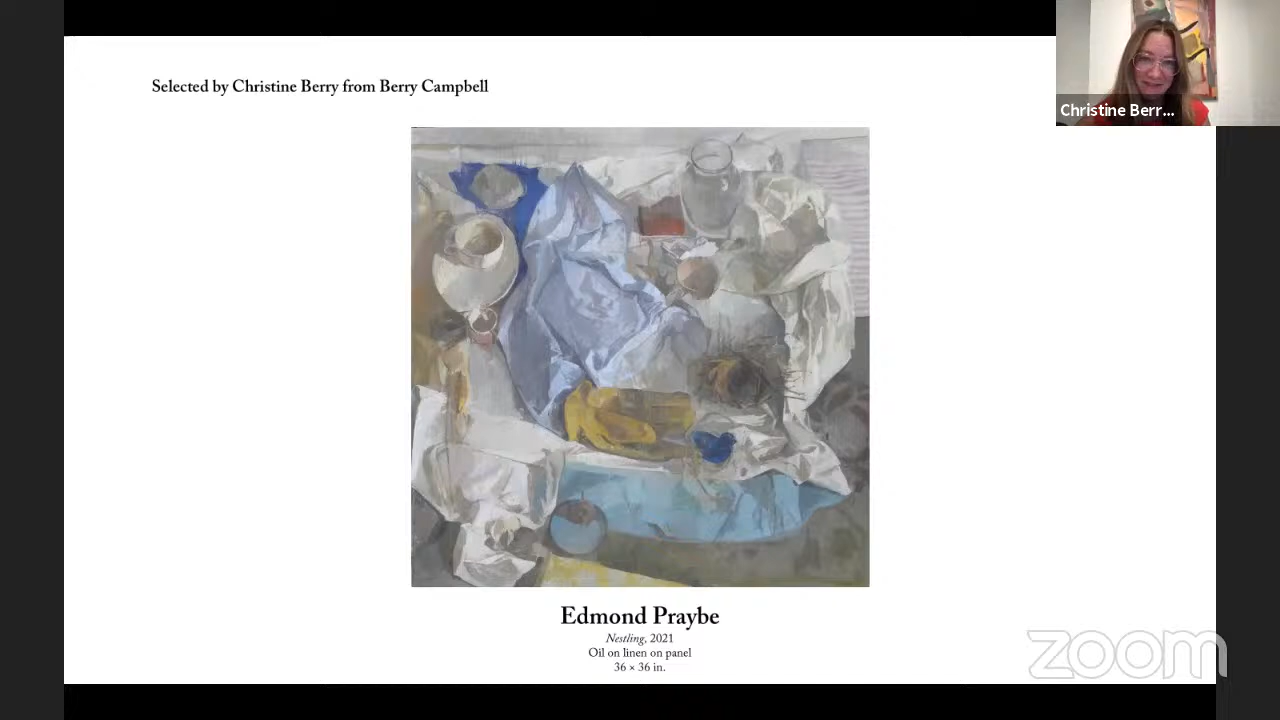 Selected by Christine Berry from Berry Campbell
Christine Berr...
Edmond Praybe
Nestling, 2021
Oil on linen on panel
36 × 36 in.
zoom